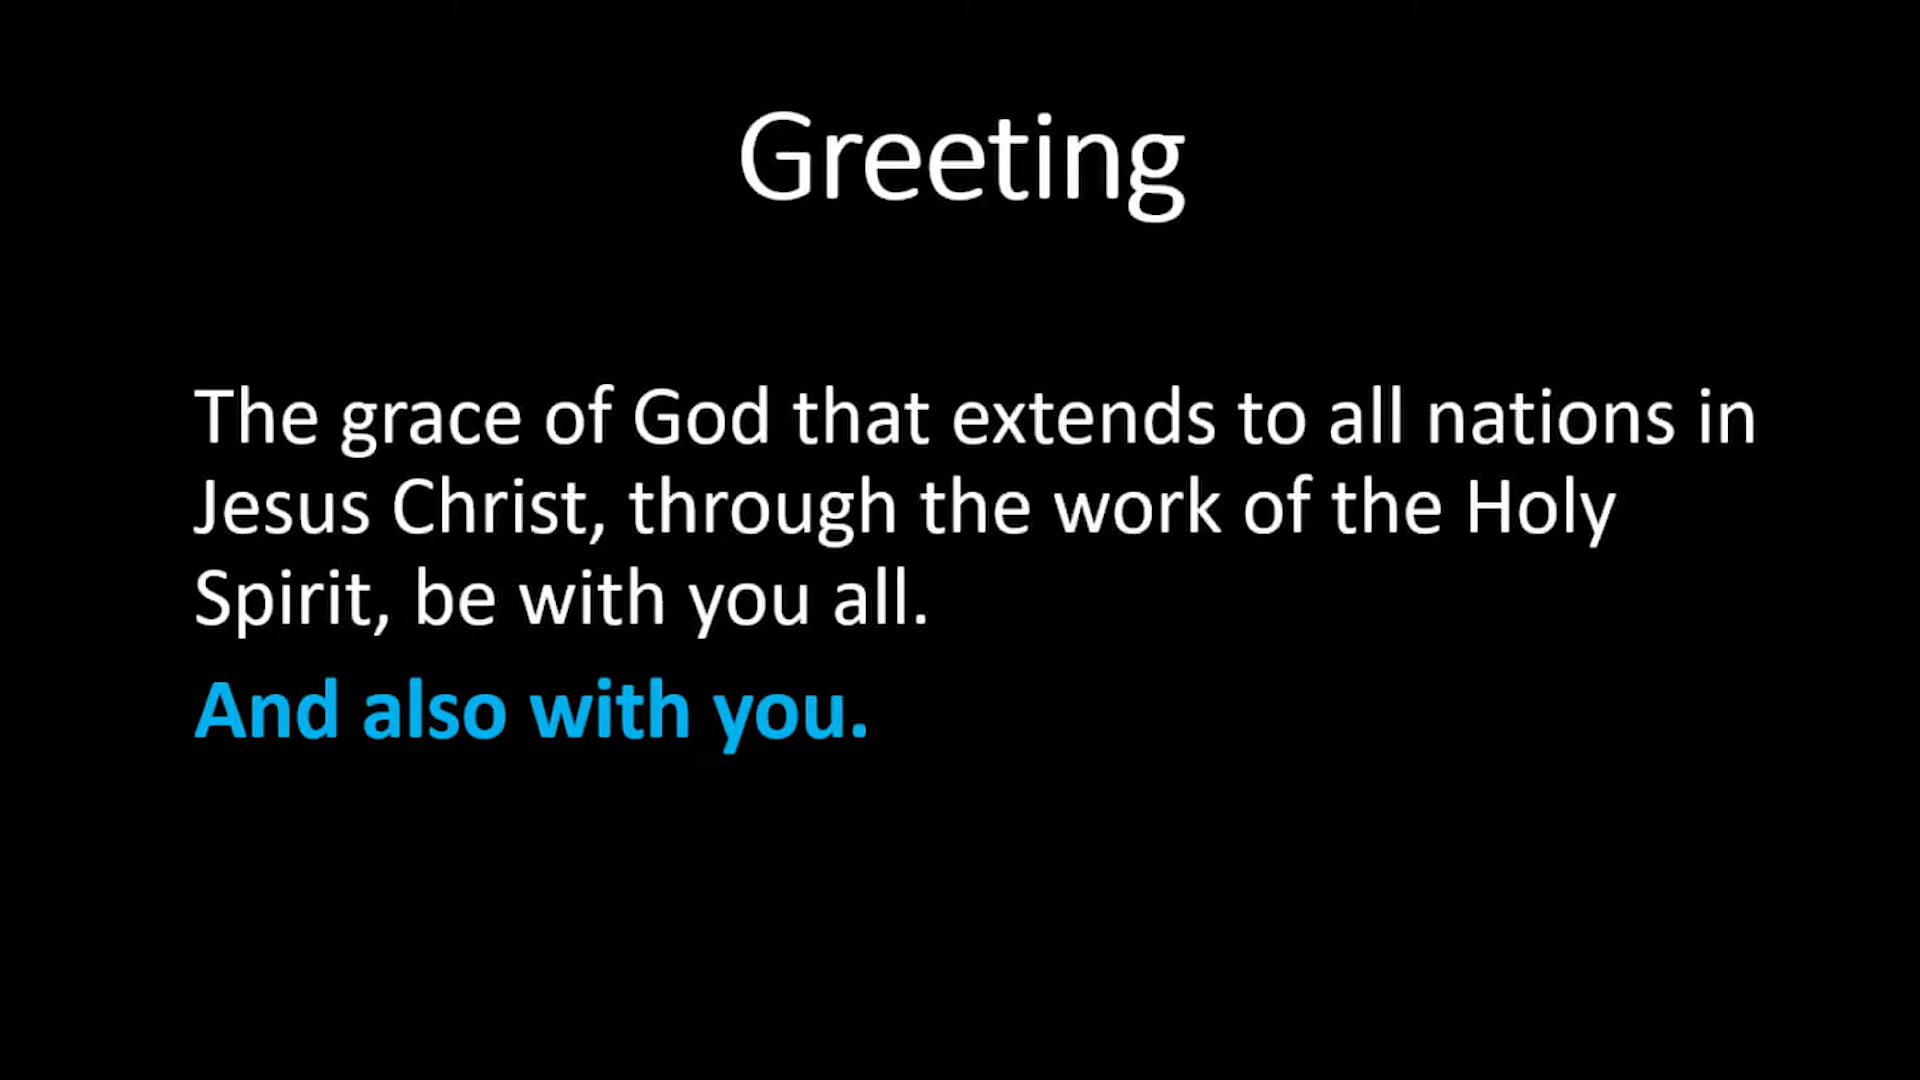 Greeting
The grace of God that extends to all nations in
Jesus Christ, through the work of the Holy
Spirit, be with you all.
And also with you.